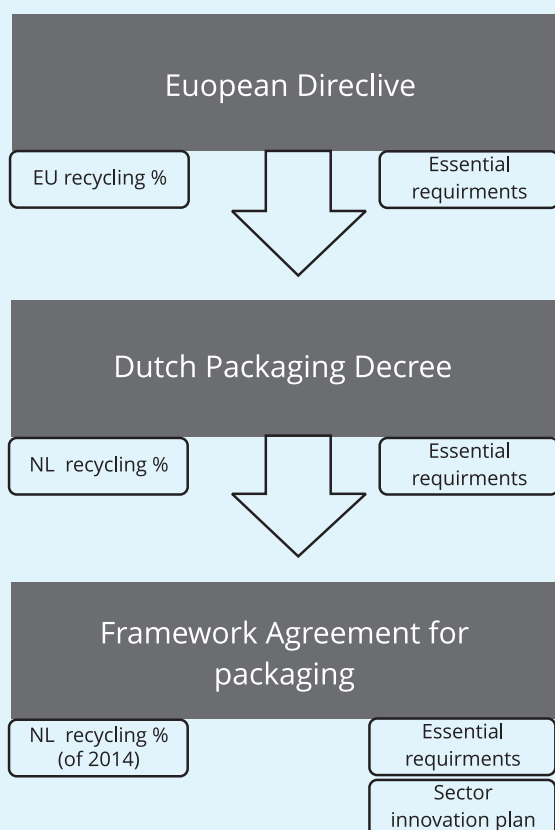 Euopean Direclive
EU recycling %
Essential
requirments
Dutch Packaging Decree
NL recycling %
Essential
requirments
Framework Agreement for
packaging
NL recycling %
(of 2014)
Essential
requirments
Sector
innovation plan